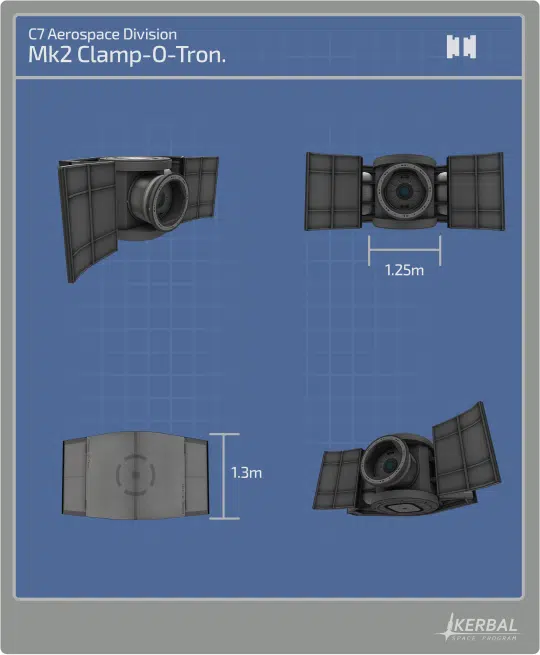 C7 Aerospace Division
Mk2 Clamp-O-Tron.
1.25m
1.3m
KERBAL
SPACE PROGRAM